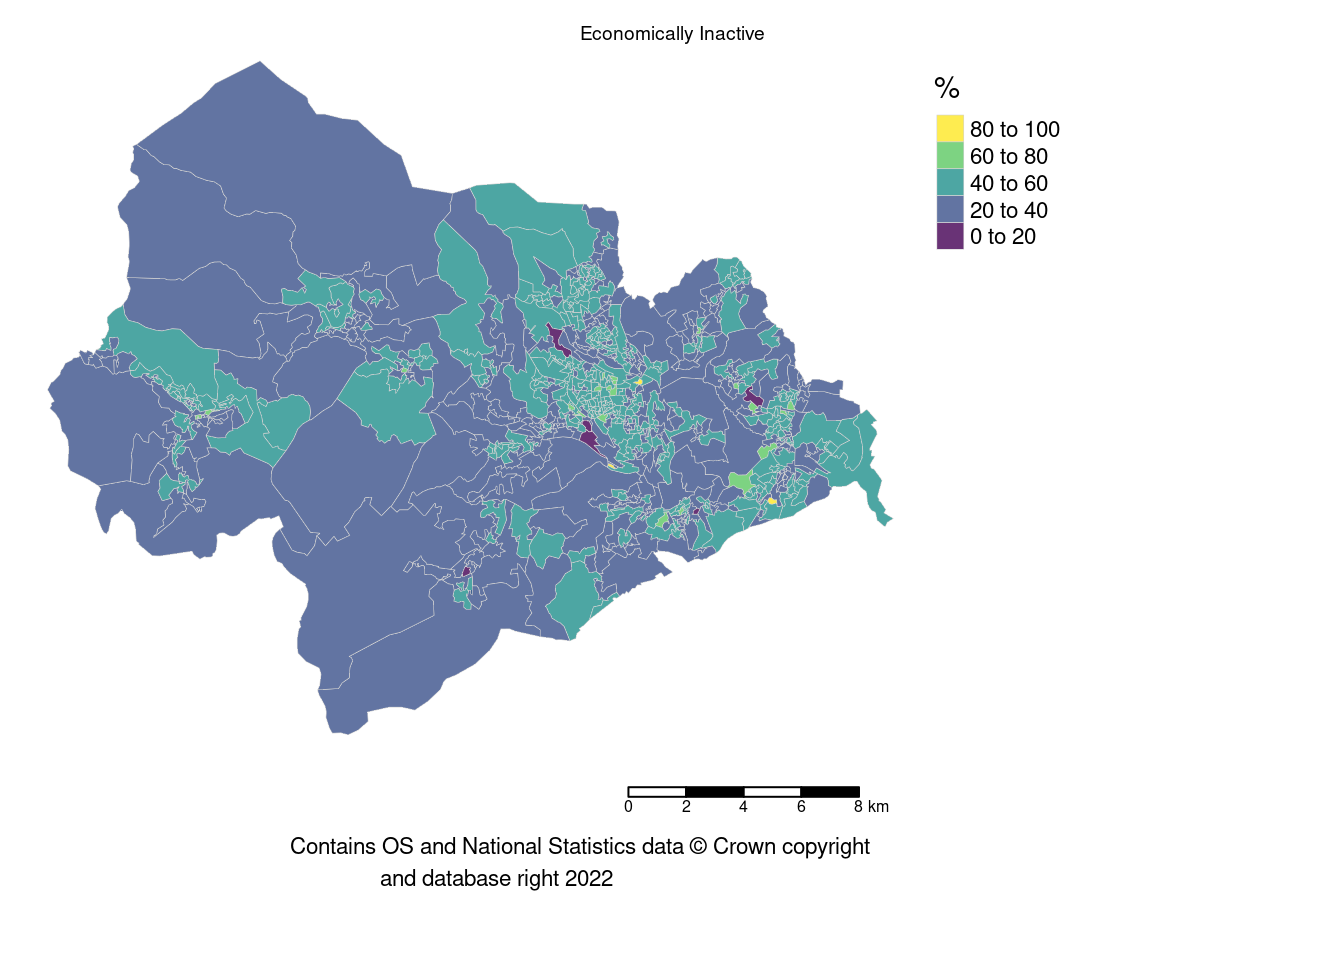 Economically Inactive
%
80 to 100
60 to 80
40 to 60
20 to 40
0 to 20
0 2 4 6 8 km
Contains OS and National Statistics data © Crown copyright
and database right 2022